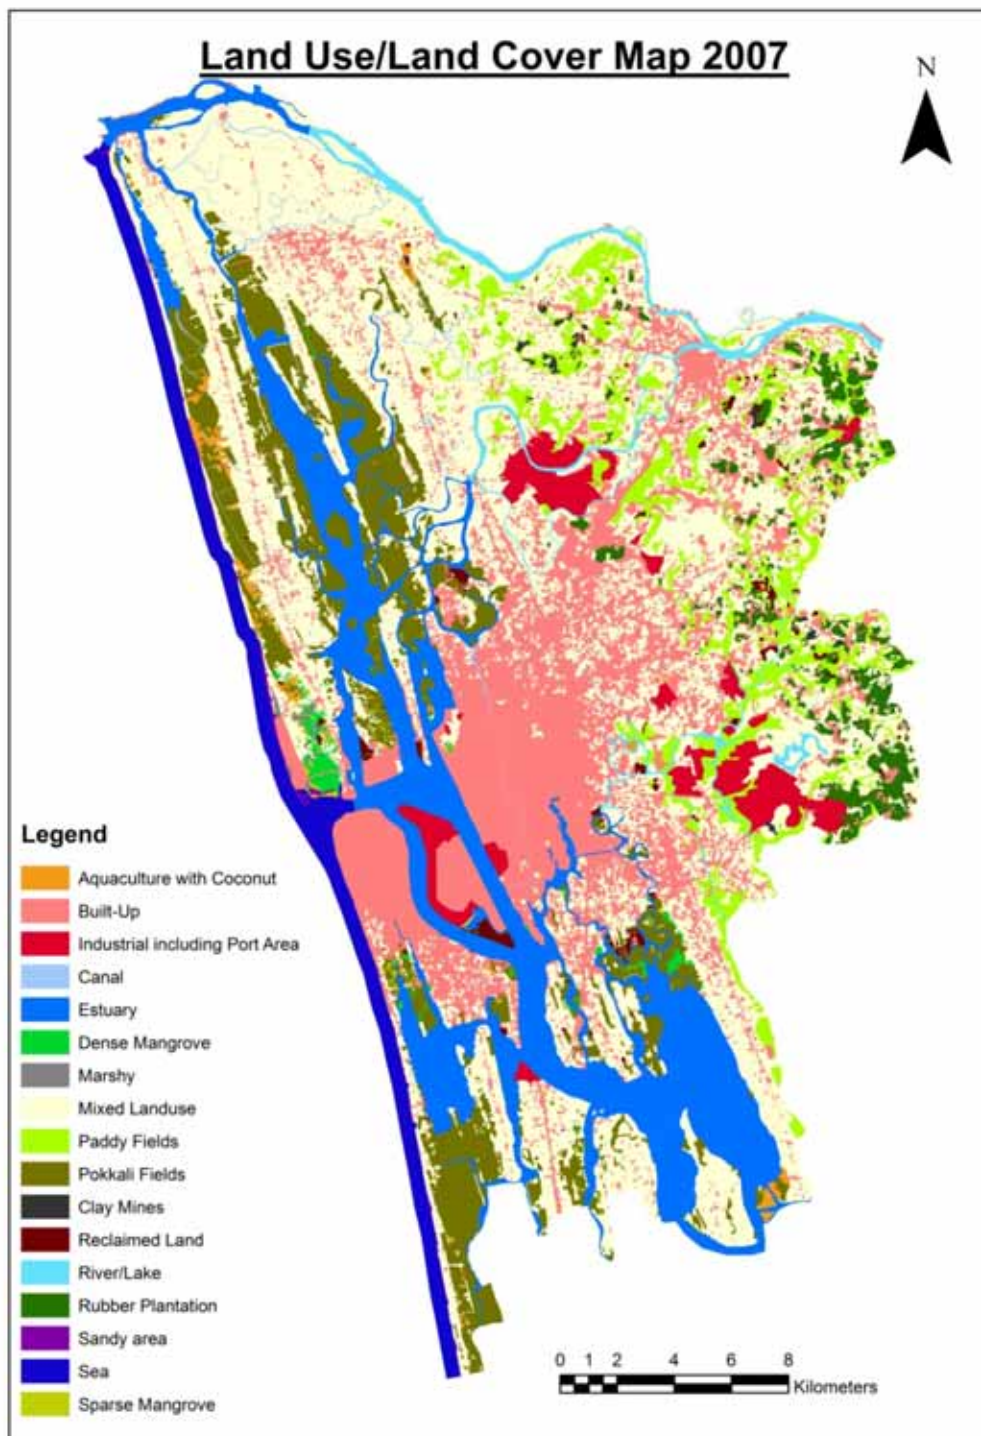 Land Use/Land Cover Map 2007
N
Legend
Aquaculture with Coconut
Built-Up
Industrial including Port Area
Canal
Estuary
Dense Mangrove
Marshy
Mixed Landuse
Paddy Fields
Pokkali Fields
Clay Mines
Reclaimed Land
River/Lake
Rubber Plantation
Sandy area
Sea
Sparse Mangrove
0 1 2 4 6 8
Kilometers